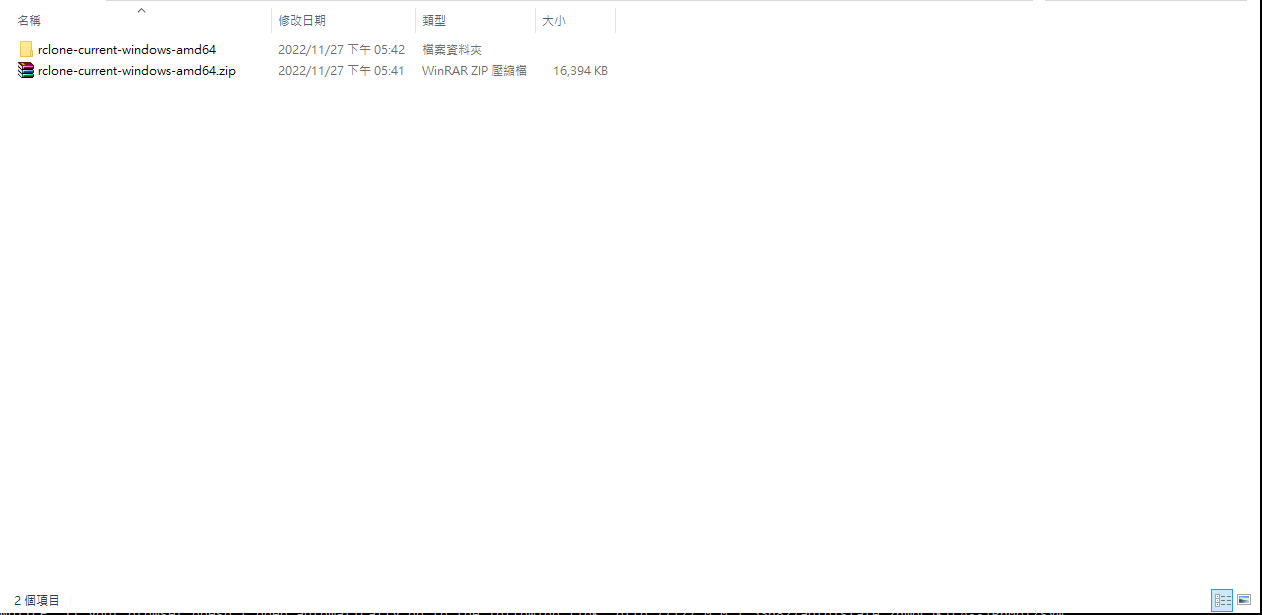 名稱 修改日期 類型 大小
rclone-current-windows-amd64 2022/11/27 下午 05:42 檔案資料夾
rclone-current-windows-amd64.zip 2022/11/27 下午 05:41 WinRAR ZIP 壓縮檔 16,394 KB
2 個項目